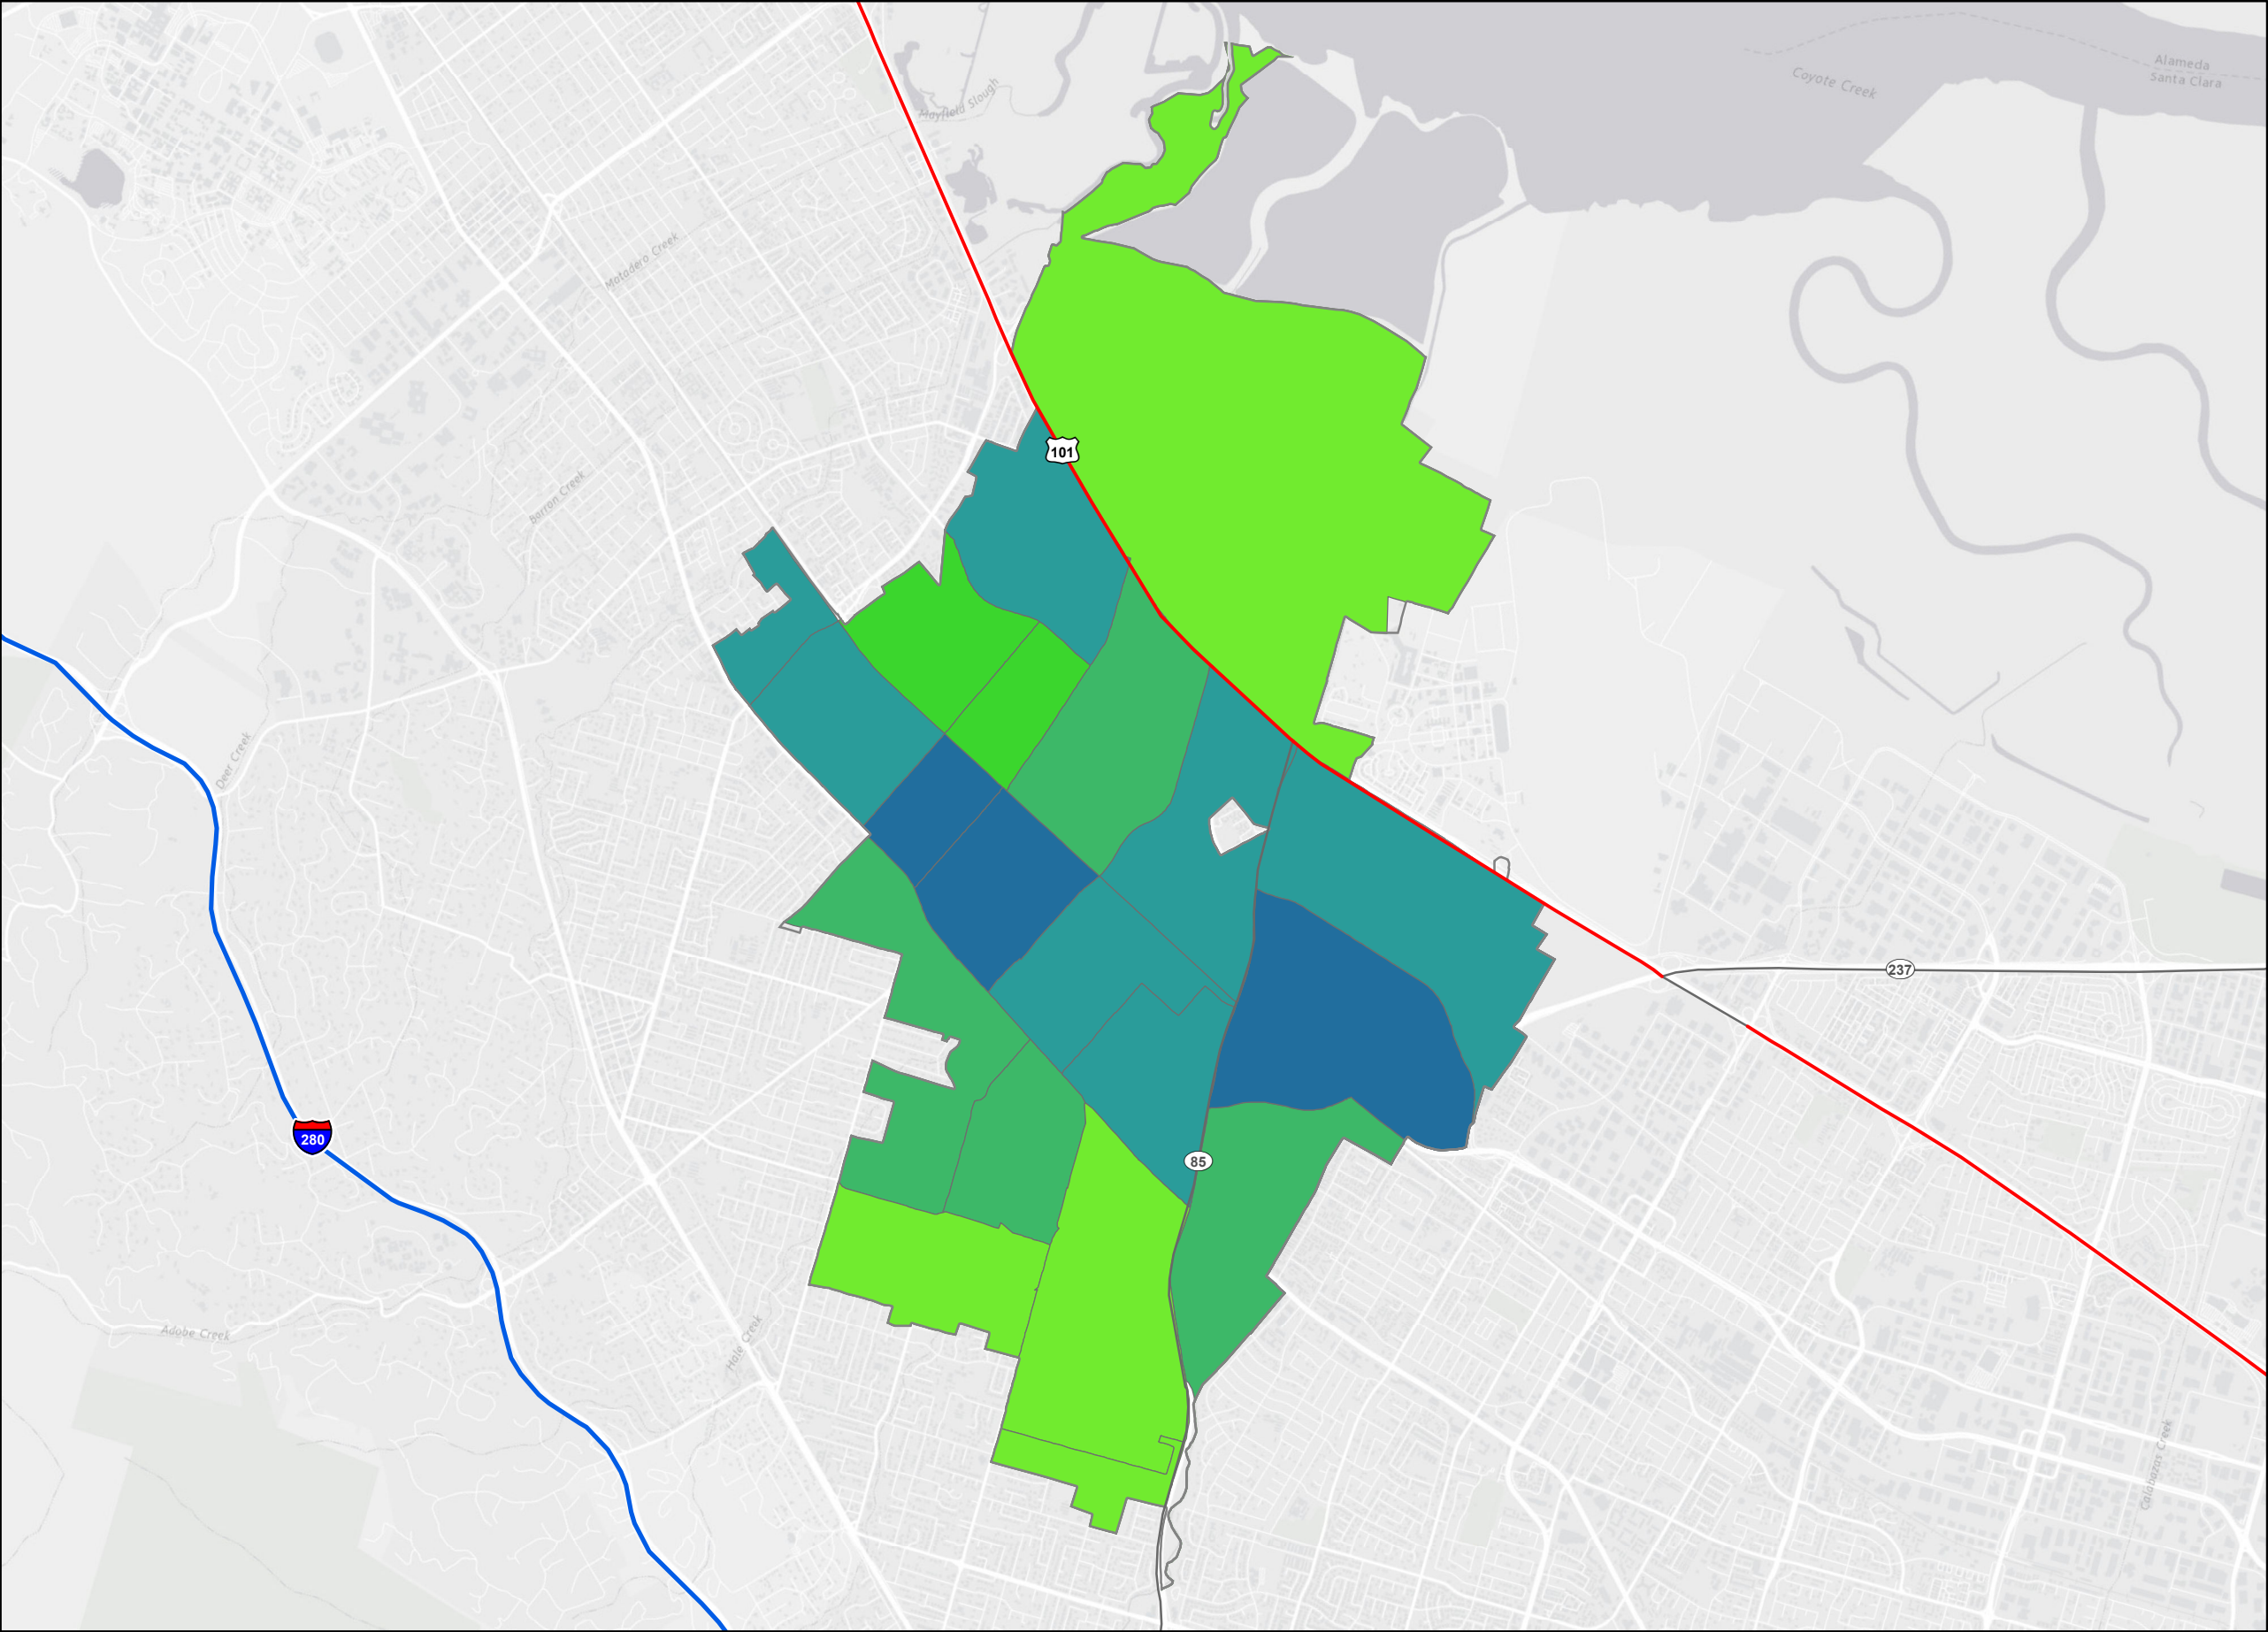 Alameda
Santa Clara
Coyote Creek
Mayfield Slough
Matadero Creek
101
Barron Creek
Deer Creek
237
280
85
Adobe Creek
Hale Creek
Calabazas Creek